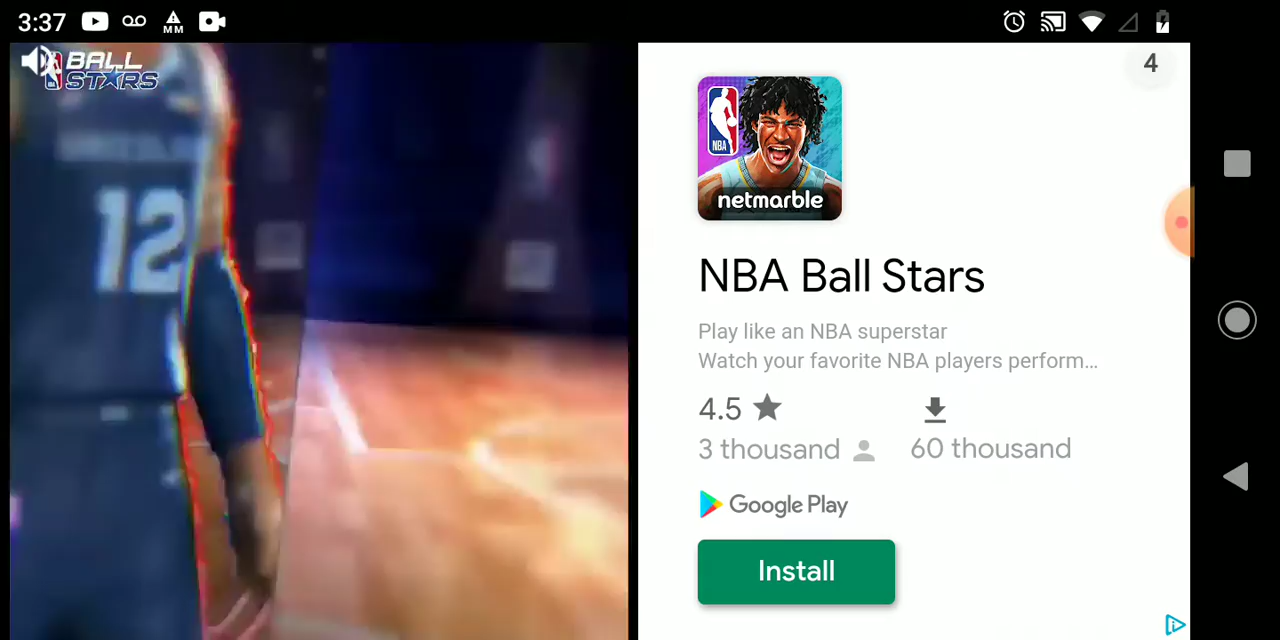 3:37
MM
BALL
STARS
12
4
NBA
netmarble
NBA Ball Stars
Play like an NBA superstar
Watch your favorite NBA players perform...
4.5
3 thousand
60 thousand
Google Play
Install